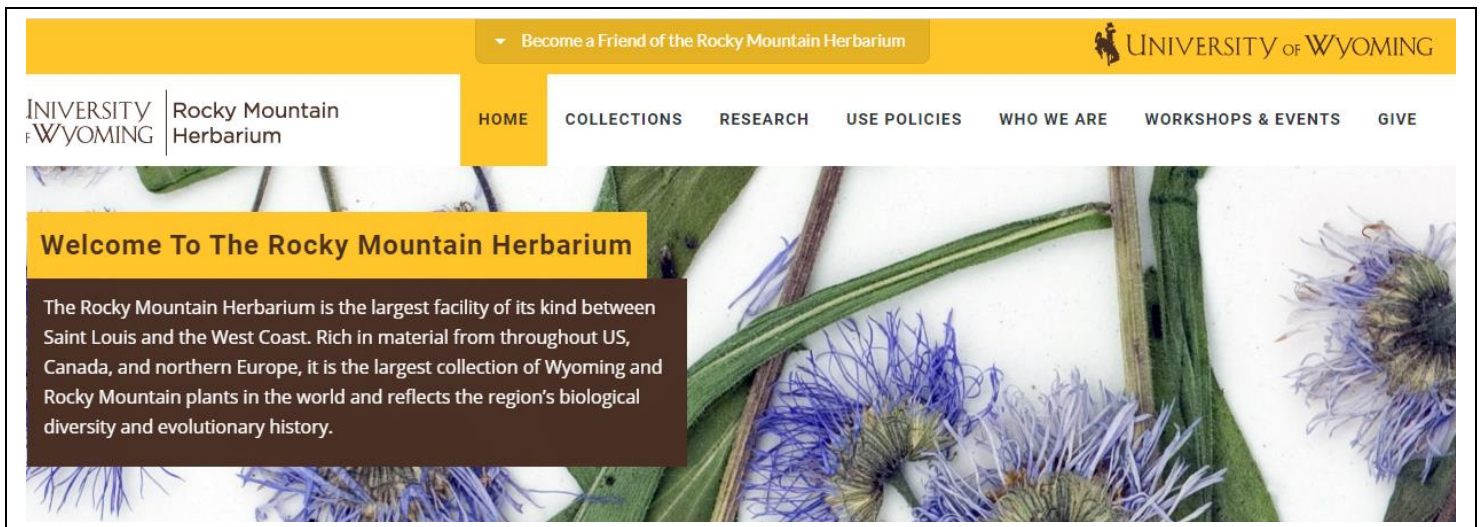 Become a Friend of the Rocky Mountain Herbarium
UNIVERSITY OF WYOMING
UNIVERSITY
OF WYOMING
Rocky Mountain
Herbarium
HOME COLLECTIONS RESEARCH USE POLICIES WHO WE ARE WORKSHOPS & EVENTS GIVE
Welcome To The Rocky Mountain Herbarium
The Rocky Mountain Herbarium is the largest facility of its kind between
Saint Louis and the West Coast. Rich in material from throughout US,
Canada, and northern Europe, it is the largest collection of Wyoming and
Rocky Mountain plants in the world and reflects the region’s biological
diversity and evolutionary history.